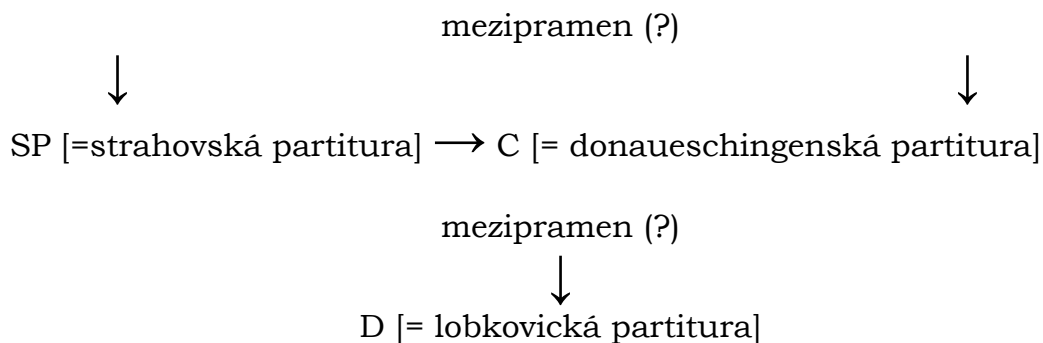 mezipramen (?)
↓ ↓
SP [=strahovská partitura] → C [= donaueschingenská partitura]
mezipramen (?)
↓
D [= lobkovická partitura]